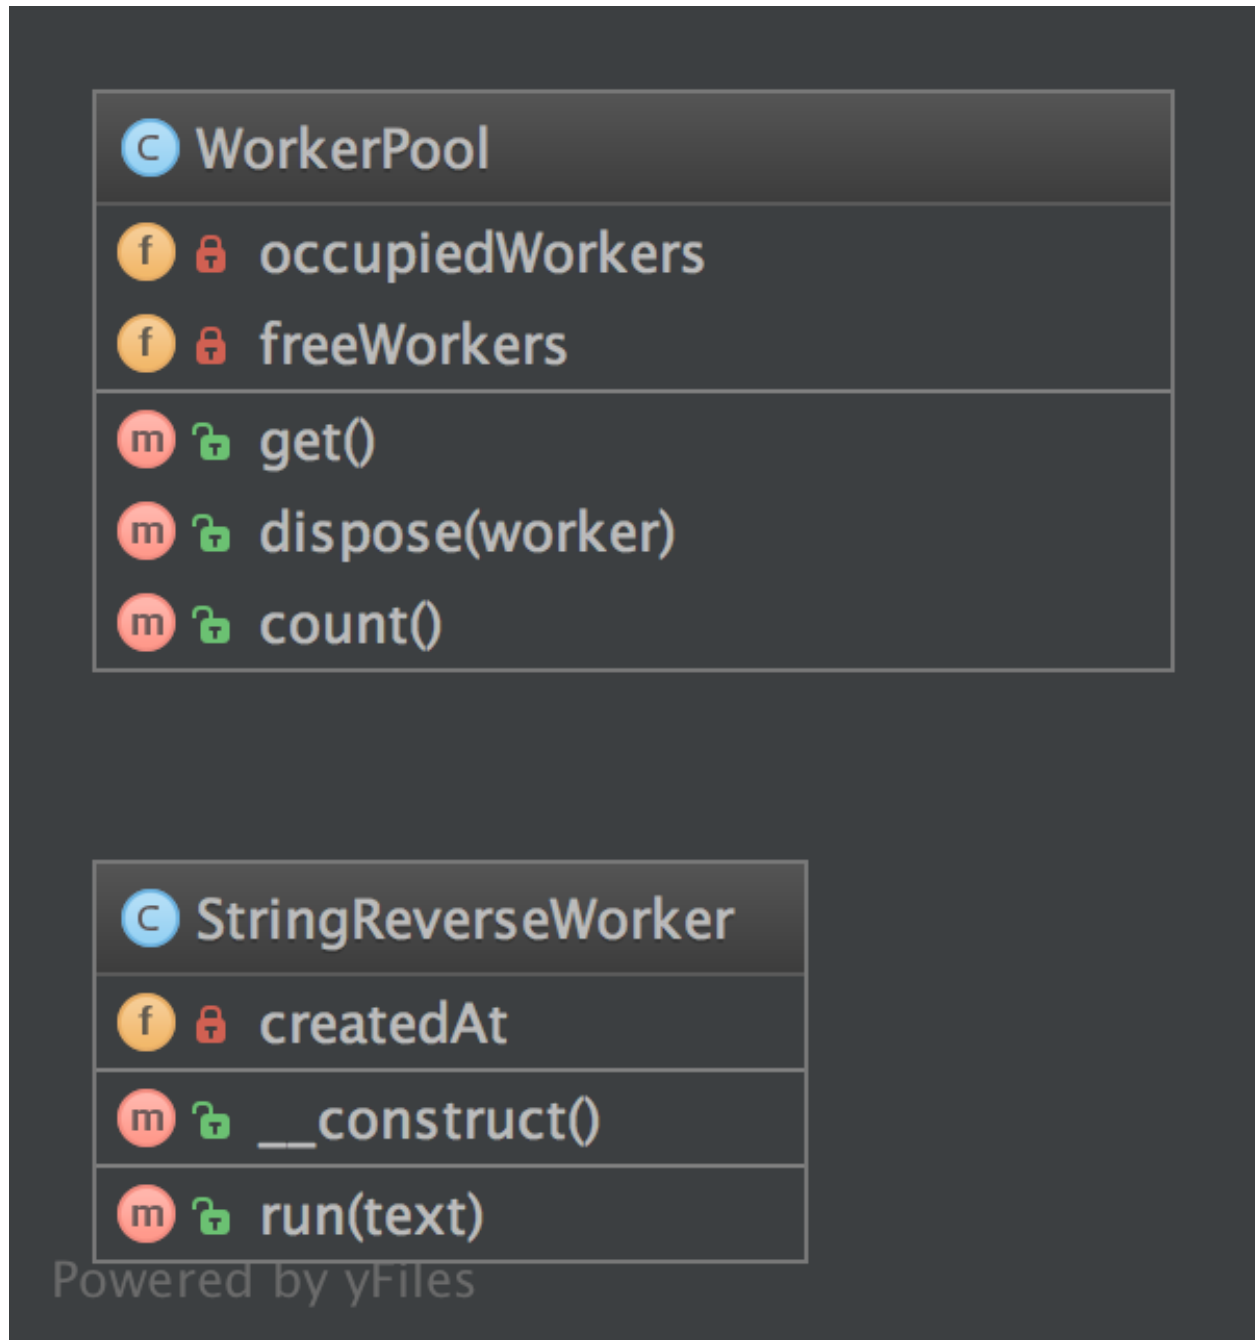 C WorkerPool
f occupiedWorkers
f freeWorkers
m get()
m dispose(worker)
m count()
C StringReverseWorker
f createdAt
m __construct()
m run(text)
Powered by yFiles